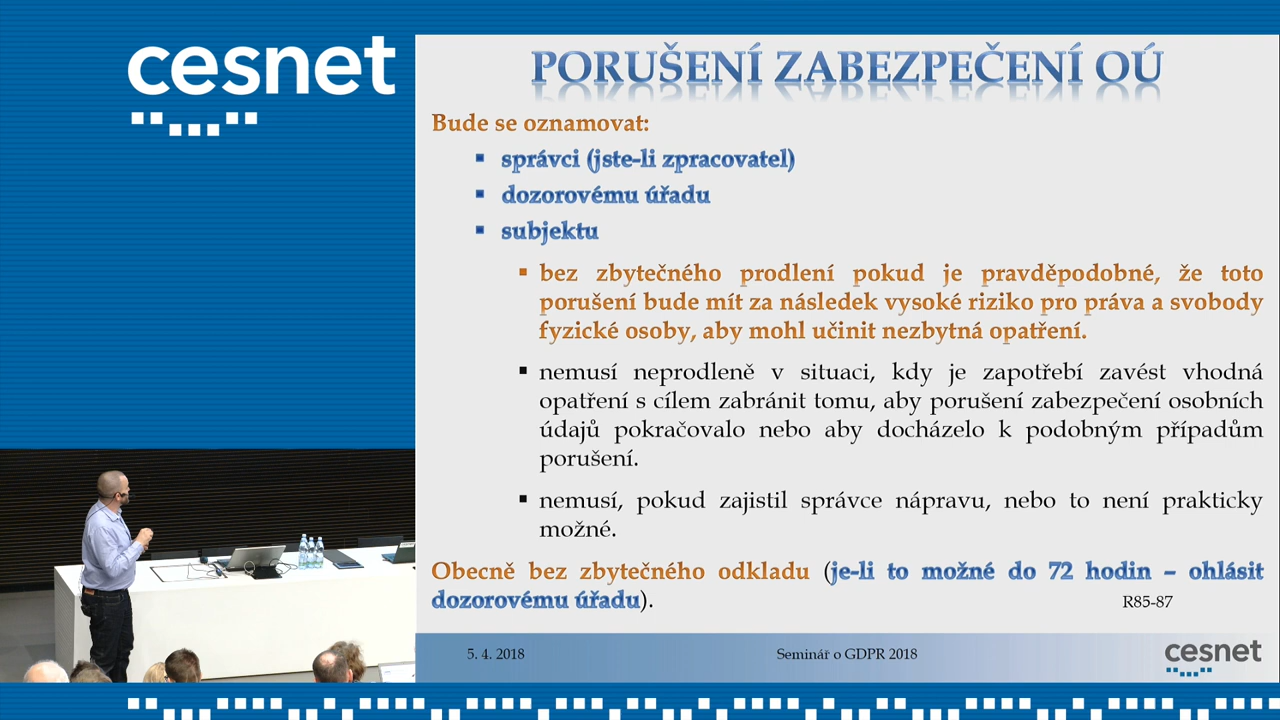 cesnet
PORUŠENÍ ZABEZPEČENÍ OÚ
Bude se oznamovat:
▪ správci (jste-li zpracovatel)
▪ dozorovému úřadu
▪ subjektu
▪ bez zbytečného prodlení pokud je pravděpodobné, že toto
porušení bude mít za následek vysoké riziko pro práva a svobody
fyzické osoby, aby mohl učinit nezbytná opatření.
▪ nemusí neprodleně v situaci, kdy je zapotřebí zavést vhodná
opatření s cílem zabránit tomu, aby porušení zabezpečení osobních
údajů pokračovalo nebo aby docházelo k podobným případům
porušení.
▪ nemusí, pokud zajistil správce nápravu, nebo to není prakticky
možné.
Obecně bez zbytečného odkladu (je-li to možné do 72 hodin – ohlásit
dozorovému úřadu).
R85-87
5. 4. 2018
Seminář o GDPR 2018
cesnet